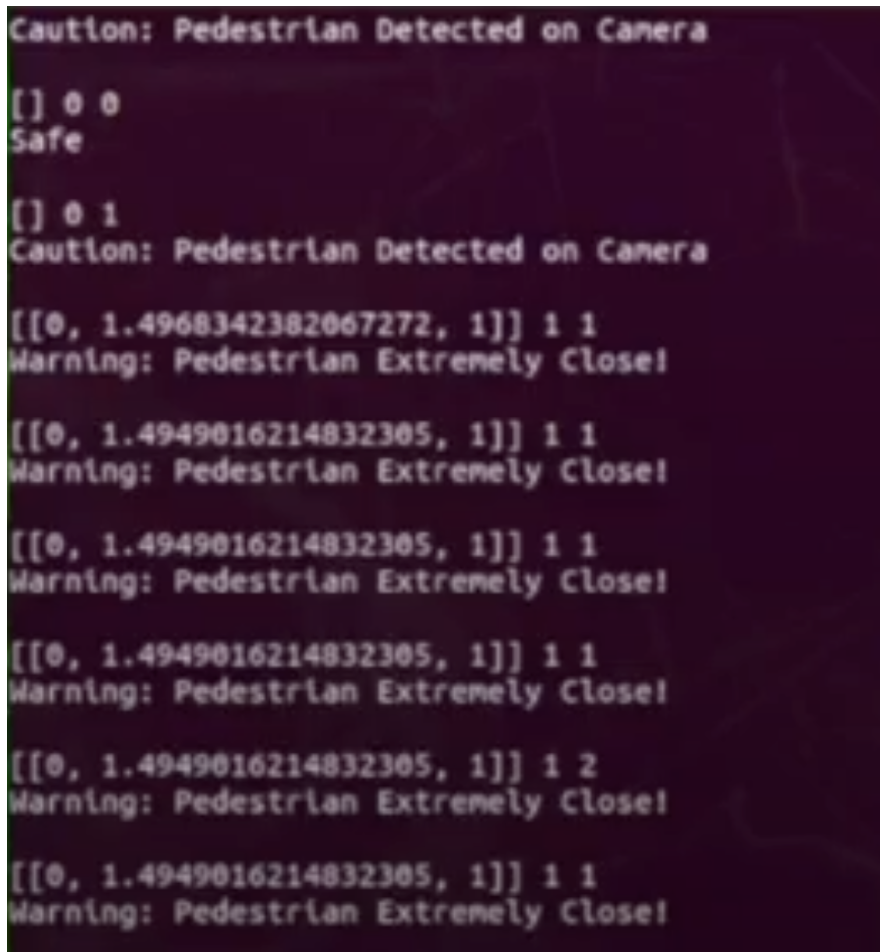 Caution: Pedestrian Detected on Camera
[] 0 0
Safe
[] 0 1
Caution: Pedestrian Detected on Camera
[[0, 1.4968342382067272, 1]] 1 1
Warning: Pedestrian Extremely Close!
[[0, 1.4949016214832305, 1]] 1 1
Warning: Pedestrian Extremely Close!
[[0, 1.4949016214832305, 1]] 1 1
Warning: Pedestrian Extremely Close!
[[0, 1.4949016214832305, 1]] 1 1
Warning: Pedestrian Extremely Close!
[[0, 1.4949016214832305, 1]] 1 2
Warning: Pedestrian Extremely Close!
[[0, 1.4949016214832305, 1]] 1 1
Warning: Pedestrian Extremely Close!